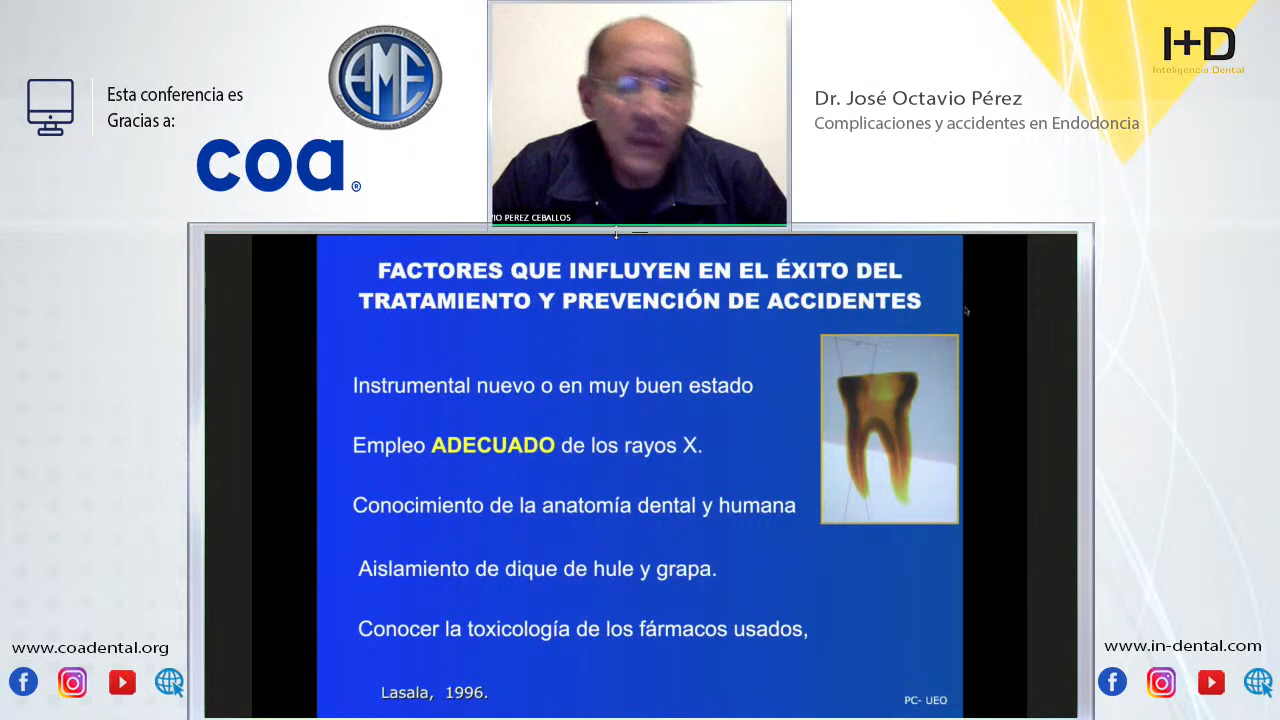 Esta conferencia es
Gracias a:
coa®
AME
IO PEREZ CEBALLOS
Dr. José Octavio Pérez
Complicaciones y accidentes en Endodoncia
I+D
Inteligencia Dental
FACTORES QUE INFLUYEN EN EL ÉXITO DEL
TRATAMIENTO Y PREVENCIÓN DE ACCIDENTES
Instrumental nuevo o en muy buen estado
Empleo ADECUADO de los rayos X.
Conocimiento de la anatomía dental y humana
Aislamiento de dique de hule y grapa.
Conocer la toxicología de los fármacos usados,
Lasala, 1996.
PC- UEO
www.coadental.org
www.in-dental.com